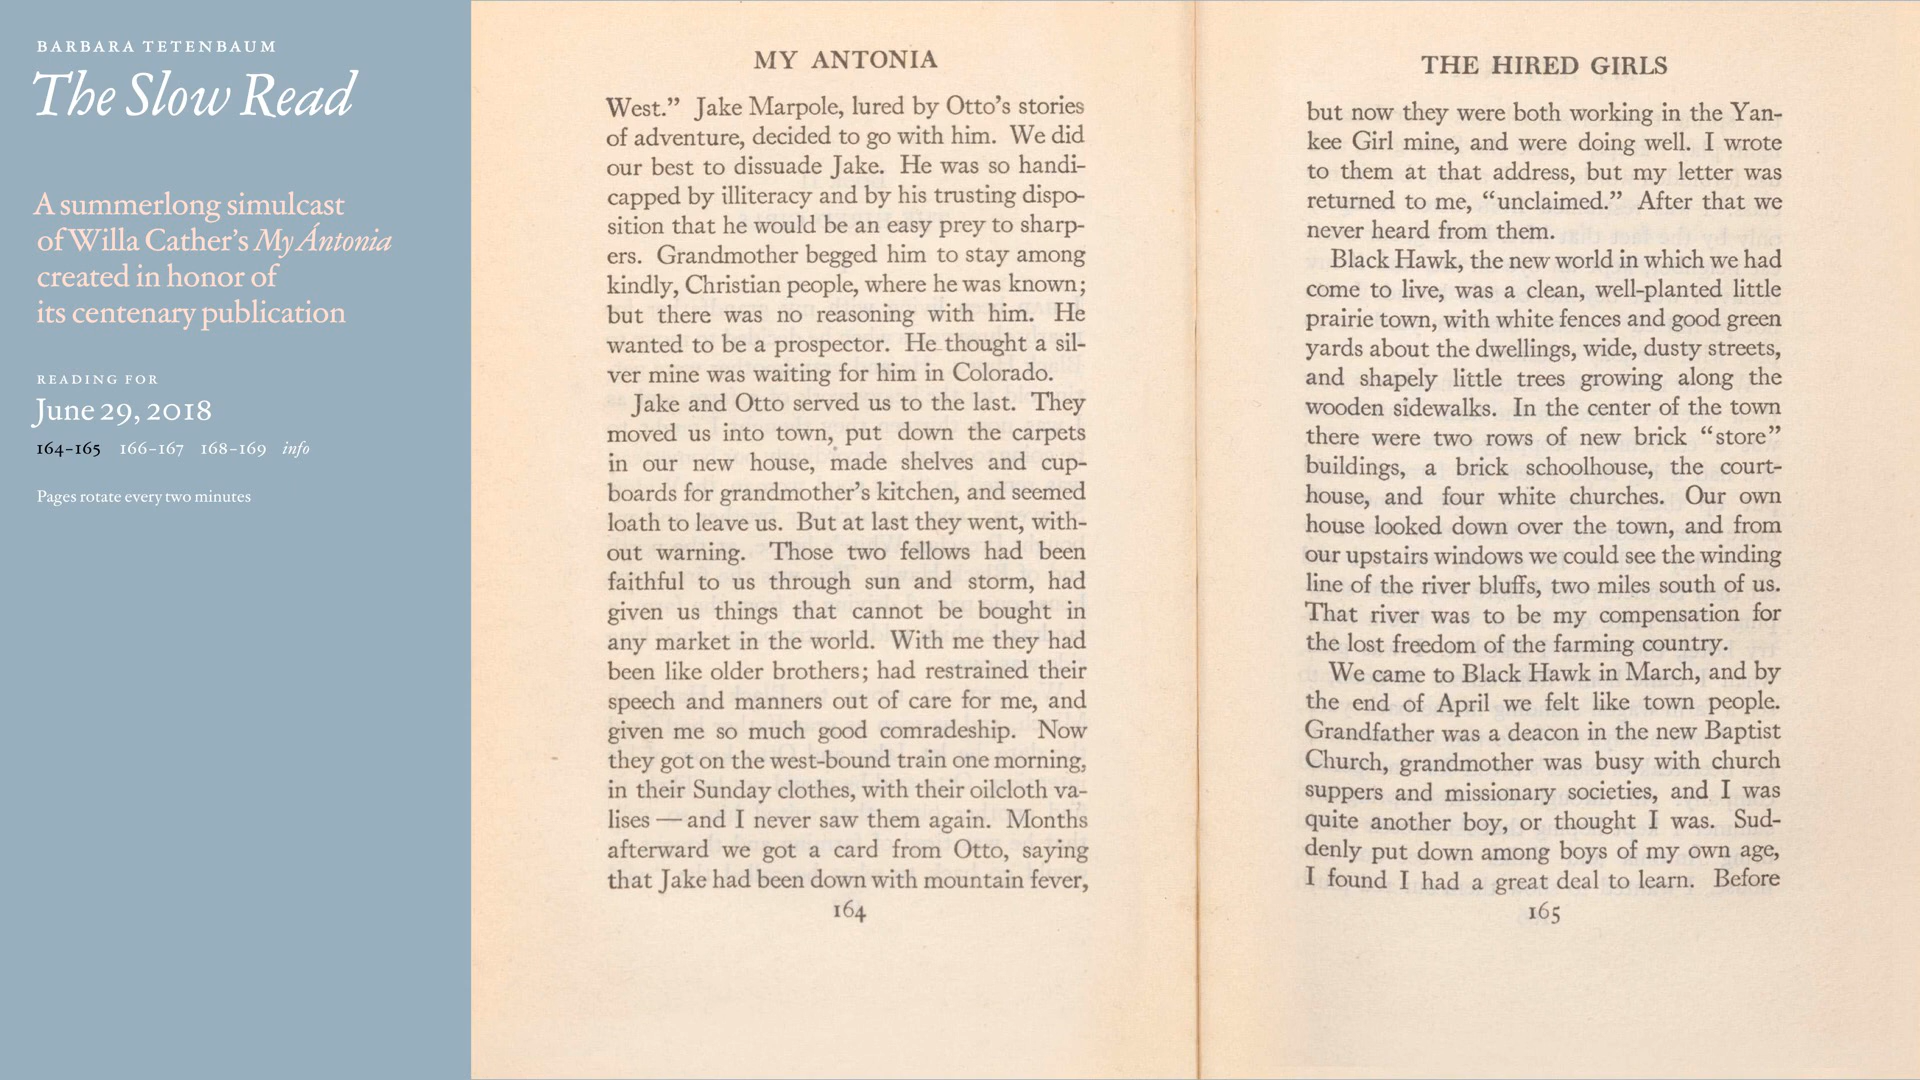 BARBARA TETENBAUM
The Slow Read
A summerlong simulcast
of Willa Cather’s My Ántonia
created in honor of
its centenary publication
READING FOR
June 29, 2018
164–165 166–167 168–169 info
Pages rotate every two minutes
MY ANTONIA
West.” Jake Marpole, lured by Otto’s stories
of adventure, decided to go with him. We did
our best to dissuade Jake. He was so handi-
capped by illiteracy and by his trusting dispo-
sition that he would be an easy prey to sharp-
ers. Grandmother begged him to stay among
kindly, Christian people, where he was known;
but there was no reasoning with him. He
wanted to be a prospector. He thought a sil-
ver mine was waiting for him in Colorado.
Jake and Otto served us to the last. They
moved us into town, put down the carpets
in our new house, made shelves and cup-
boards for grandmother’s kitchen, and seemed
loath to leave us. But at last they went, with-
out warning. Those two fellows had been
faithful to us through sun and storm, had
given us things that cannot be bought in
any market in the world. With me they had
been like older brothers; had restrained their
speech and manners out of care for me, and
given me so much good comradeship. Now
they got on the west-bound train one morning,
in their Sunday clothes, with their oilcloth va-
lises — and I never saw them again. Months
afterward we got a card from Otto, saying
that Jake had been down with mountain fever,
164
THE HIRED GIRLS
but now they were both working in the Yan-
kee Girl mine, and were doing well. I wrote
to them at that address, but my letter was
returned to me, “unclaimed.” After that we
never heard from them.
Black Hawk, the new world in which we had
come to live, was a clean, well-planted little
prairie town, with white fences and good green
yards about the dwellings, wide, dusty streets,
and shapely little trees growing along the
wooden sidewalks. In the center of the town
there were two rows of new brick “store”
buildings, a brick schoolhouse, the court-
house, and four white churches. Our own
house looked down over the town, and from
our upstairs windows we could see the winding
line of the river bluffs, two miles south of us.
That river was to be my compensation for
the lost freedom of the farming country.
We came to Black Hawk in March, and by
the end of April we felt like town people.
Grandfather was a deacon in the new Baptist
Church, grandmother was busy with church
suppers and missionary societies, and I was
quite another boy, or thought I was. Sud-
denly put down among boys of my own age,
I found I had a great deal to learn. Before
165